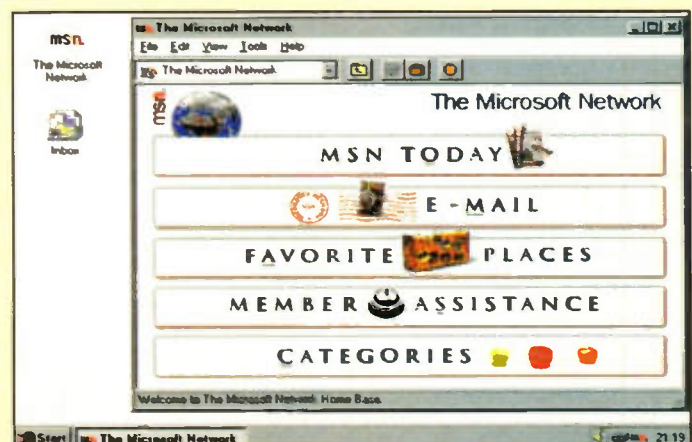 msn.
The Microsoft
Network
Inbox
The Microsoft Network
File Edit View Tools Help
The Microsoft Network
msn.
The Microsoft Network
MSN TODAY
E-MAIL
FAVORITE PLACES
MEMBER ASSISTANCE
CATEGORIES
Welcome to The Microsoft Network Home Base.
Start
The Microsoft Network
21:19